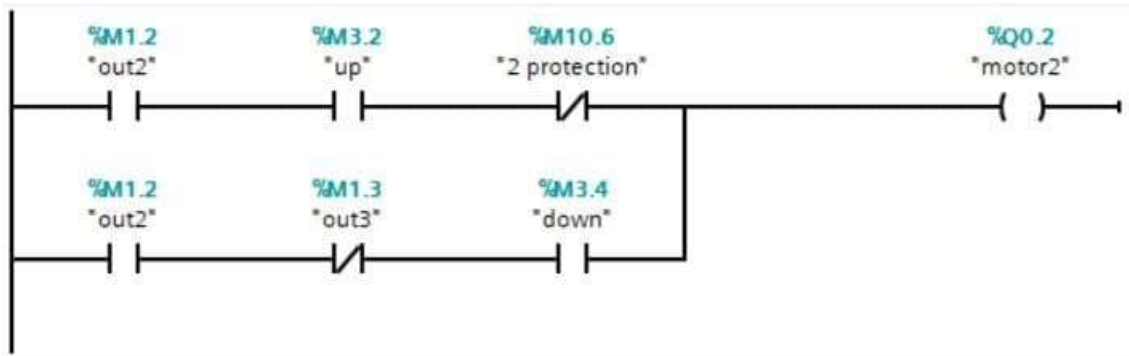 %M1.2 %M3.2 %M10.6 %Q0.2
"out2" "up" "2 protection" "motor2"
%M1.2 %M1.3 %M3.4
"out2" "out3" "down"